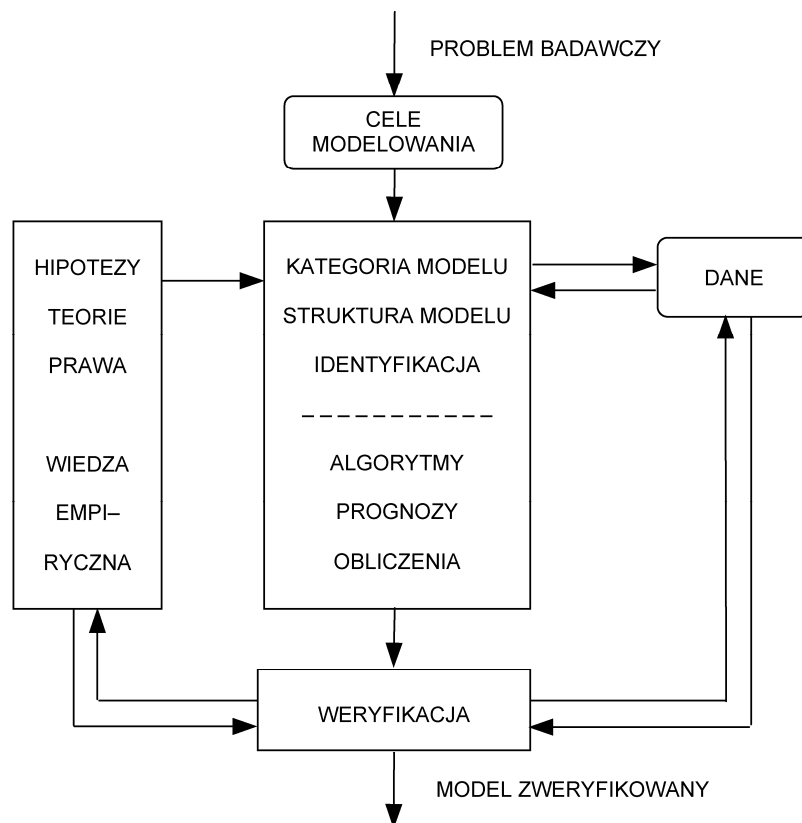 PROBLEM BADAWCZY
CELE
MODELOWANIA
HIPOTEZY
TEORIE
PRAWA
WIEDZA
EMPI–
RYCZNA
KATEGORIA MODELU
STRUKTURA MODELU
IDENTYFIKACJA
ALGORYTMY
PROGNOZY
OBLICZENIA
DANE
WERYFIKACJA
MODEL ZWERYFIKOWANY